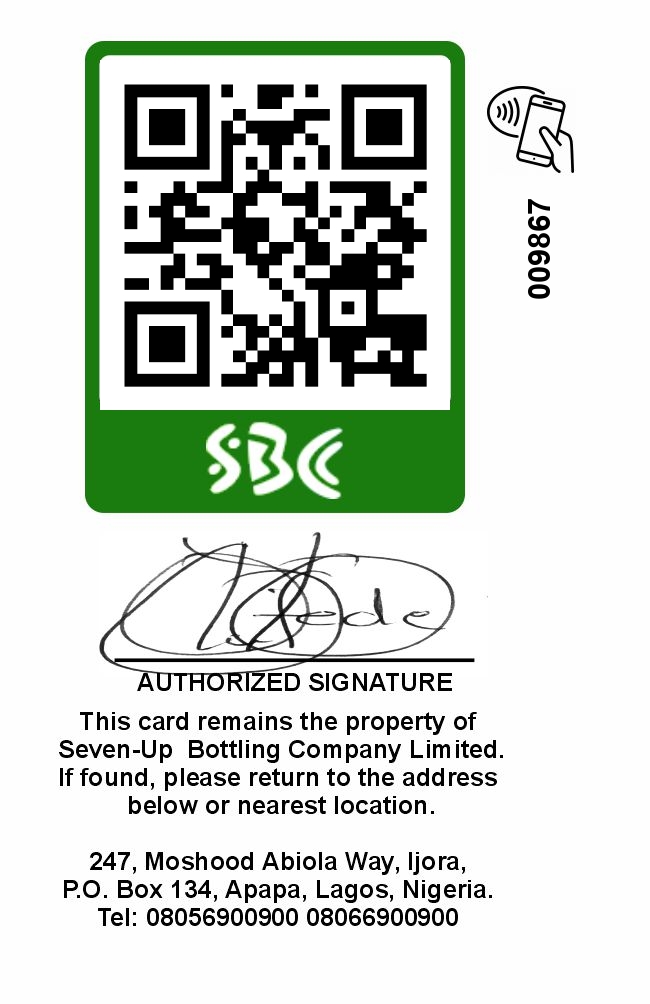 009867
SBC
AUTHORIZED SIGNATURE
This card remains the property of
Seven-Up Bottling Company Limited.
If found, please return to the address
below or nearest location.
247, Moshood Abiola Way, Ijora,
P.O. Box 134, Apapa, Lagos, Nigeria.
Tel: 08056900900 08066900900